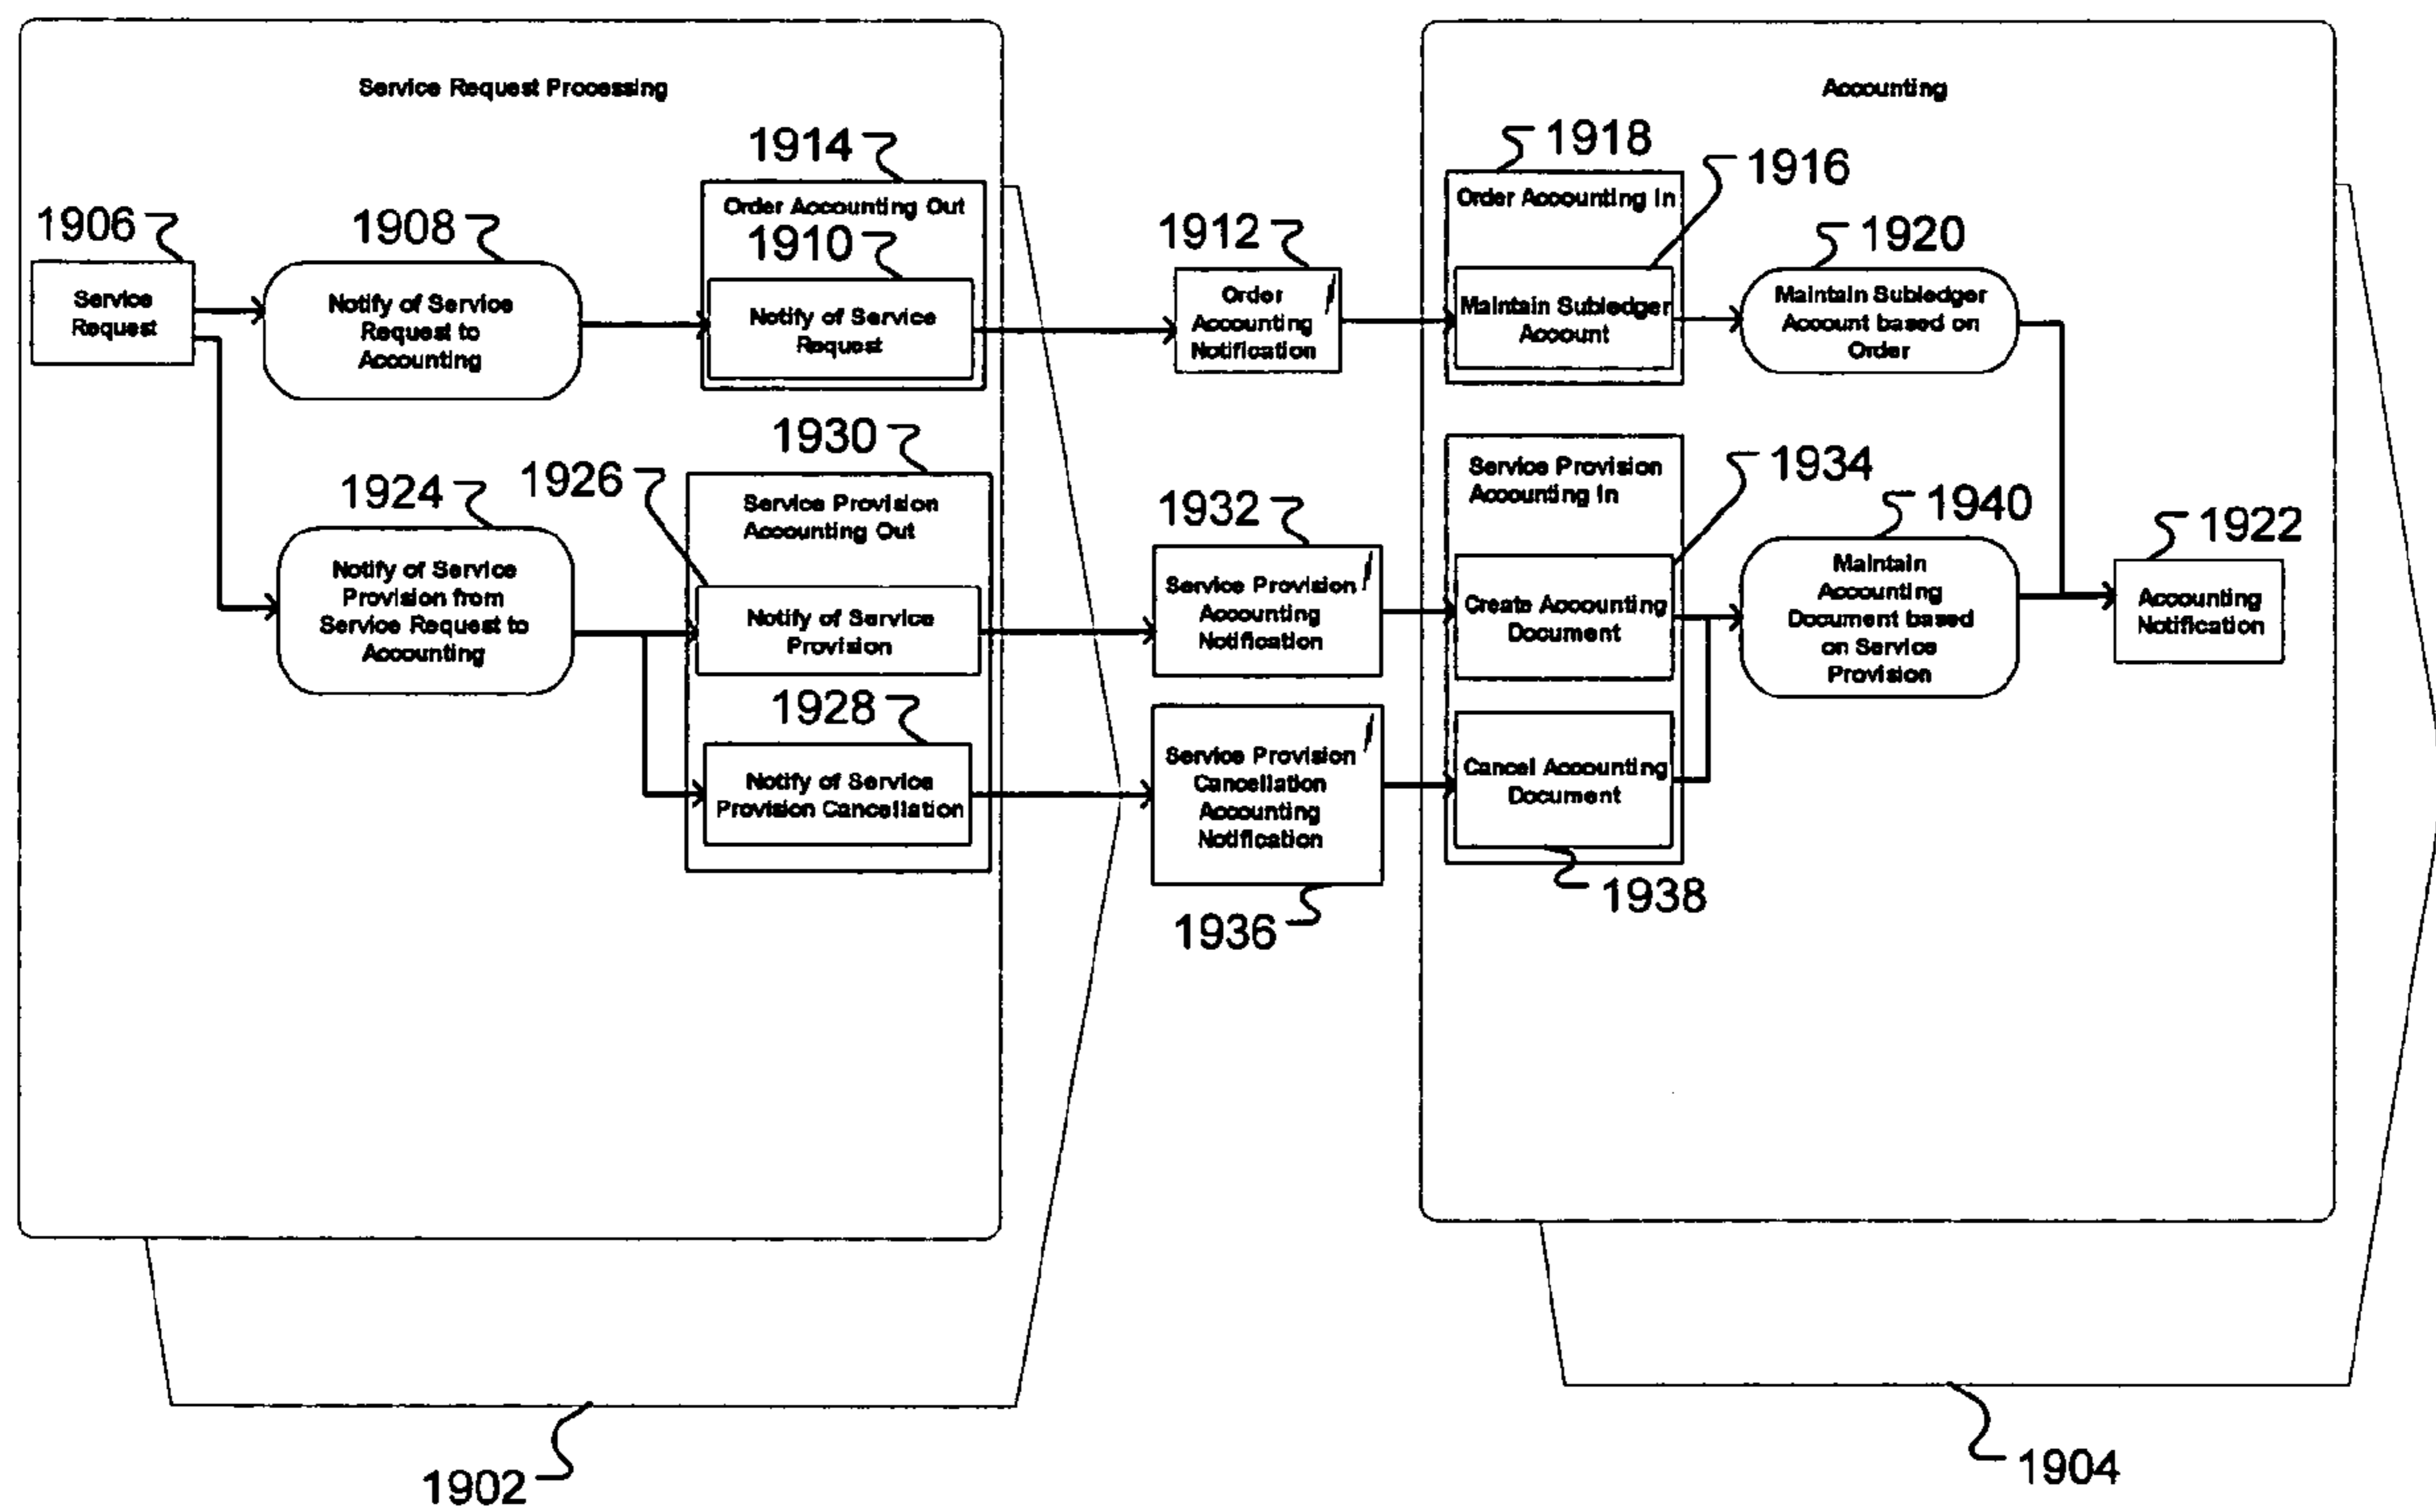 Service Request Processing
Accounting
1914
1918
1916
Order Accounting Out
Order Accounting In
1906
1908
1910
1912
1920
Service
Request
Notify of Service
Request to
Accounting
Notify of Service
Request
Order
Accounting
Notification
Maintain Subledger
Account
Maintain Subledger
Account based on
Order
1930
1924
1926
1932
1934
1940
1922
Service Provision
Accounting Out
Service Provision
Accounting In
Notify of Service
Provision from
Service Request to
Accounting
Notify of Service
Provision
Service Provision
Accounting
Notification
Create Accounting
Document
Maintain
Accounting
Document based
on Service
Provision
Accounting
Notification
1928
Notify of Service
Provision Cancellation
Service Provision
Cancellation
Accounting
Notification
Cancel Accounting
Document
1936
1938
1902
1904